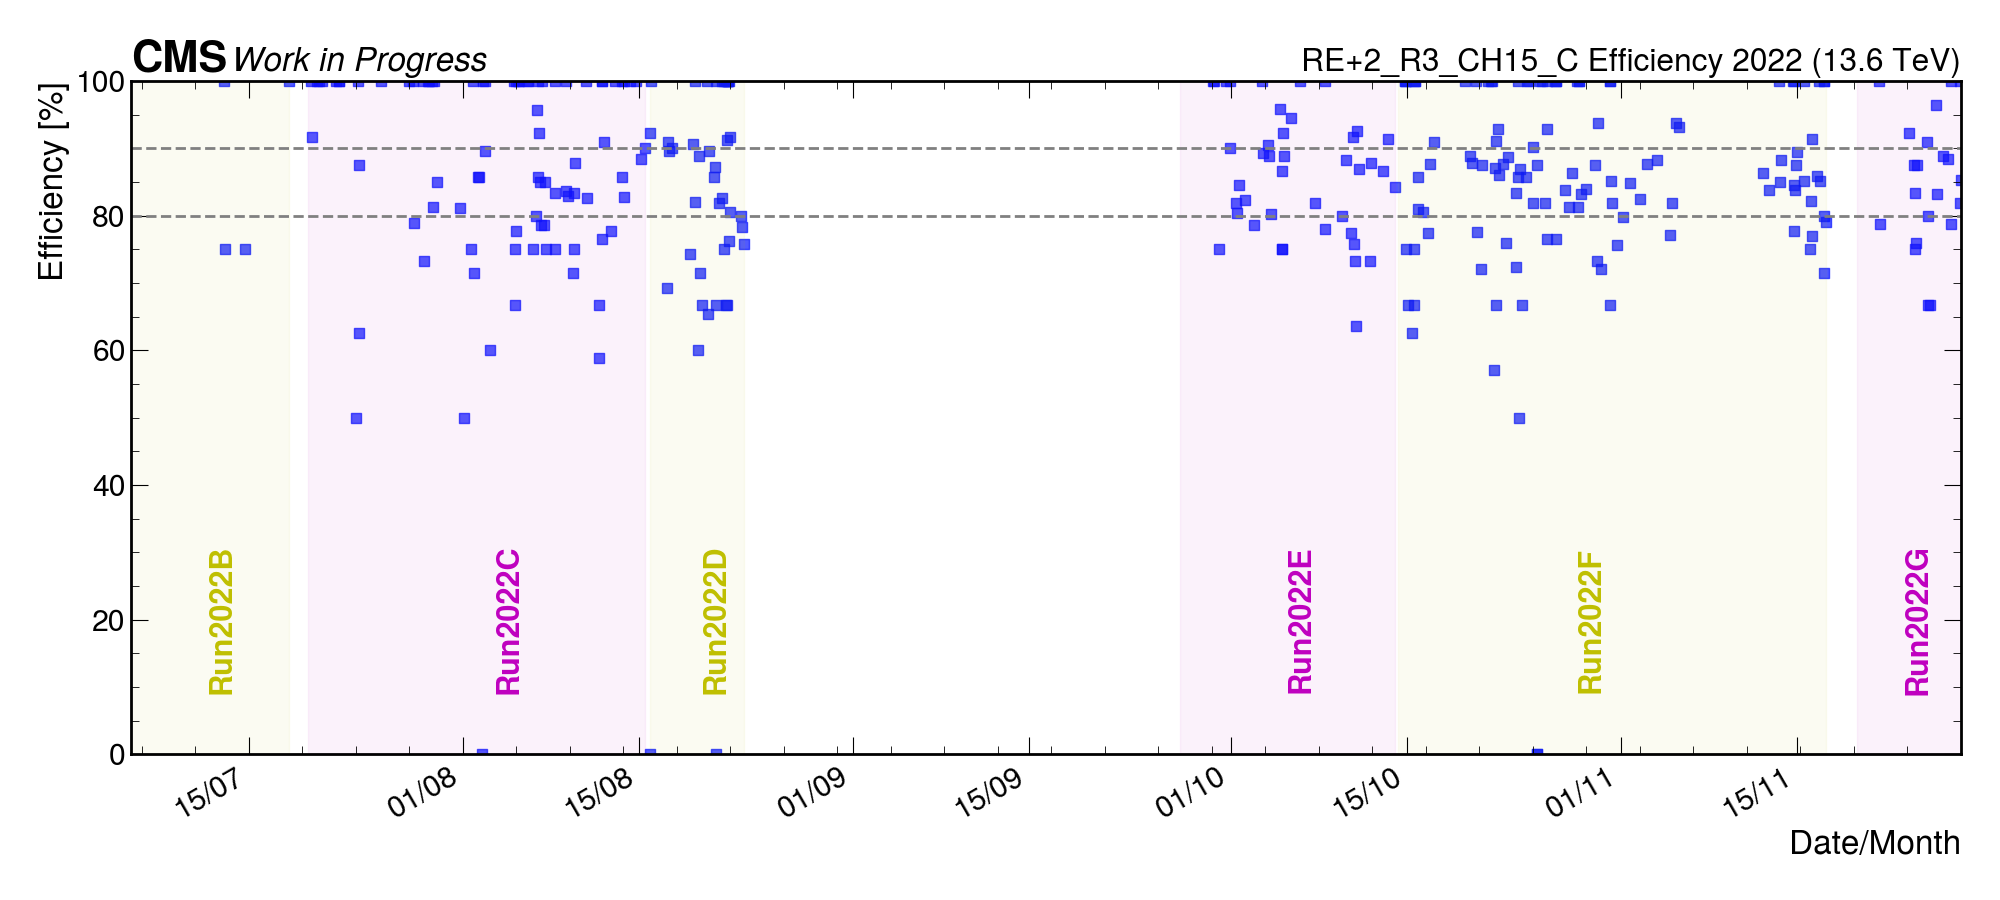 CMS Work in Progress
RE+2_R3_CH15_C Efficiency 2022 (13.6 TeV)
Efficiency [%]
100
80
60
40
20
0
Run2022B
Run2022C
Run2022D
Run2022E
Run2022F
Run2022G
15/07
01/08
15/08
01/09
15/09
01/10
15/10
01/11
15/11
Date/Month